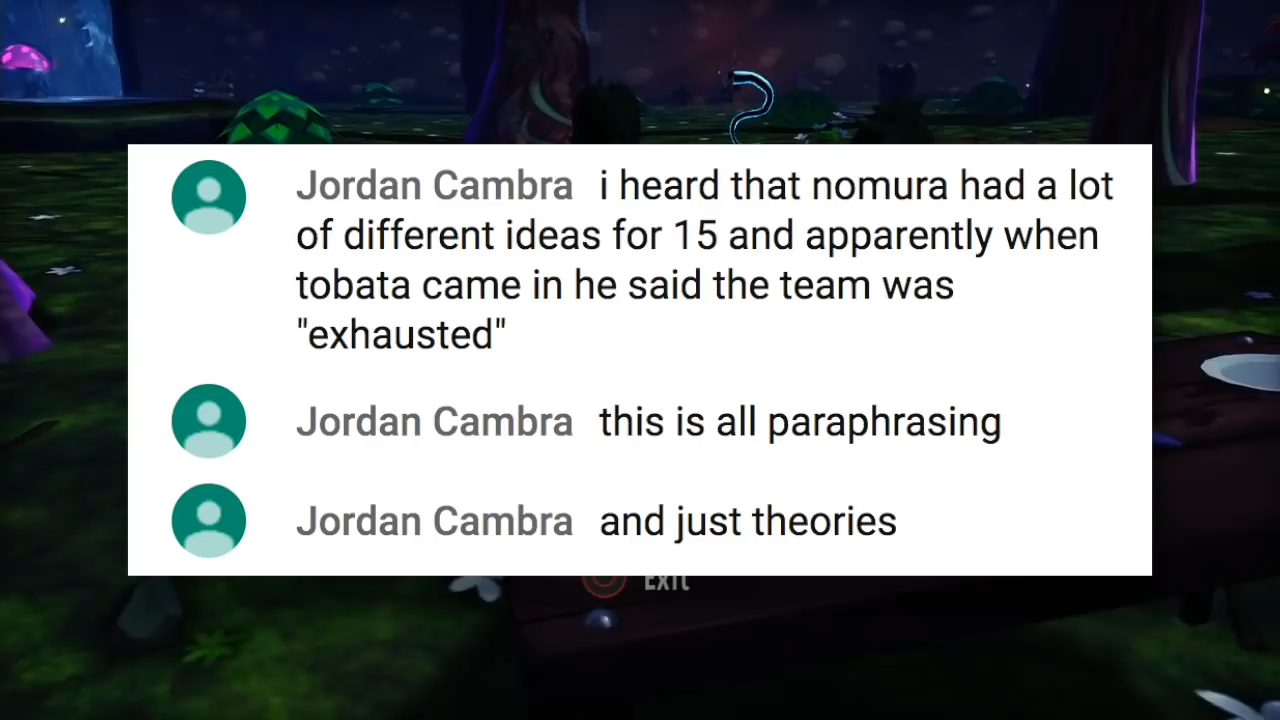 Jordan Cambra i heard that nomura had a lot
of different ideas for 15 and apparently when
tobata came in he said the team was
"exhausted"
Jordan Cambra this is all paraphrasing
Jordan Cambra and just theories
Exit